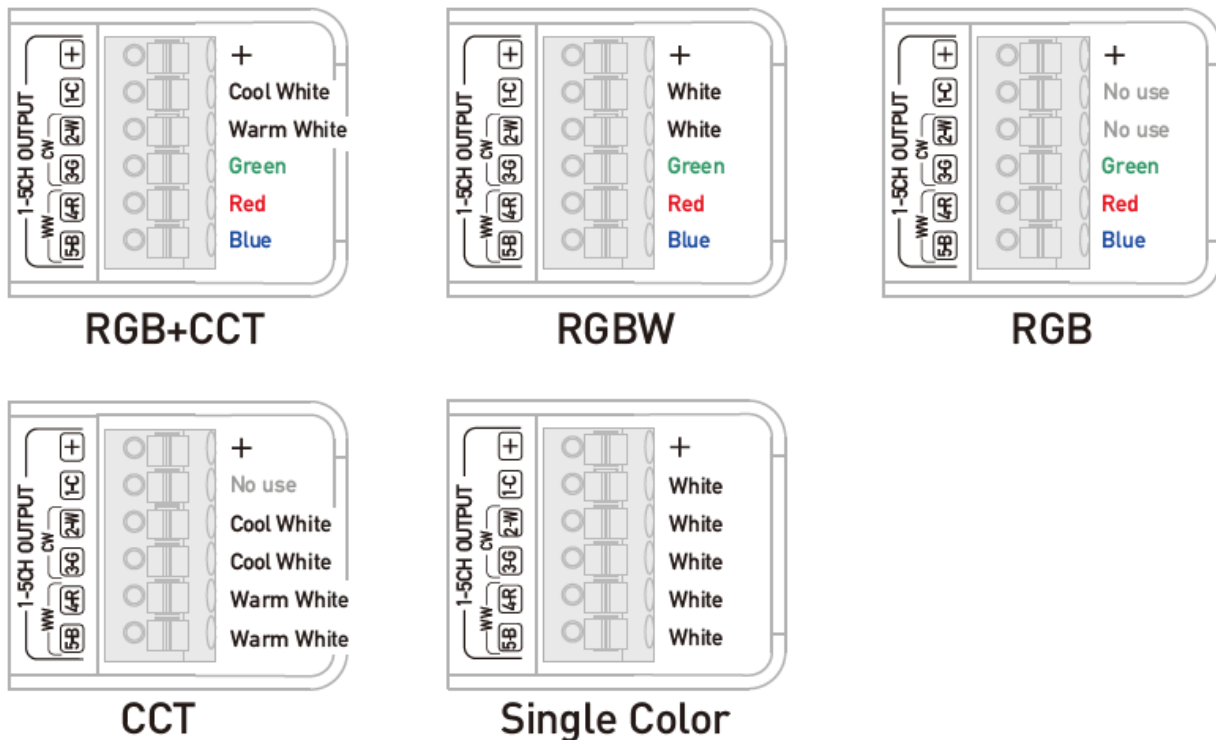 1-5CH OUTPUT
CW
WW
+
1-C
2-W
3-G
4-R
5-B
+
Cool White
Warm White
Green
Red
Blue
RGB+CCT
1-5CH OUTPUT
CW
WW
+
1-C
2-W
3-G
4-R
5-B
+
White
White
Green
Red
Blue
RGBW
1-5CH OUTPUT
CW
WW
+
1-C
2-W
3-G
4-R
5-B
+
No use
No use
Green
Red
Blue
RGB
1-5CH OUTPUT
CW
WW
+
1-C
2-W
3-G
4-R
5-B
+
No use
Cool White
Cool White
Warm White
Warm White
CCT
1-5CH OUTPUT
CW
WW
+
1-C
2-W
3-G
4-R
5-B
+
White
White
White
White
White
Single Color